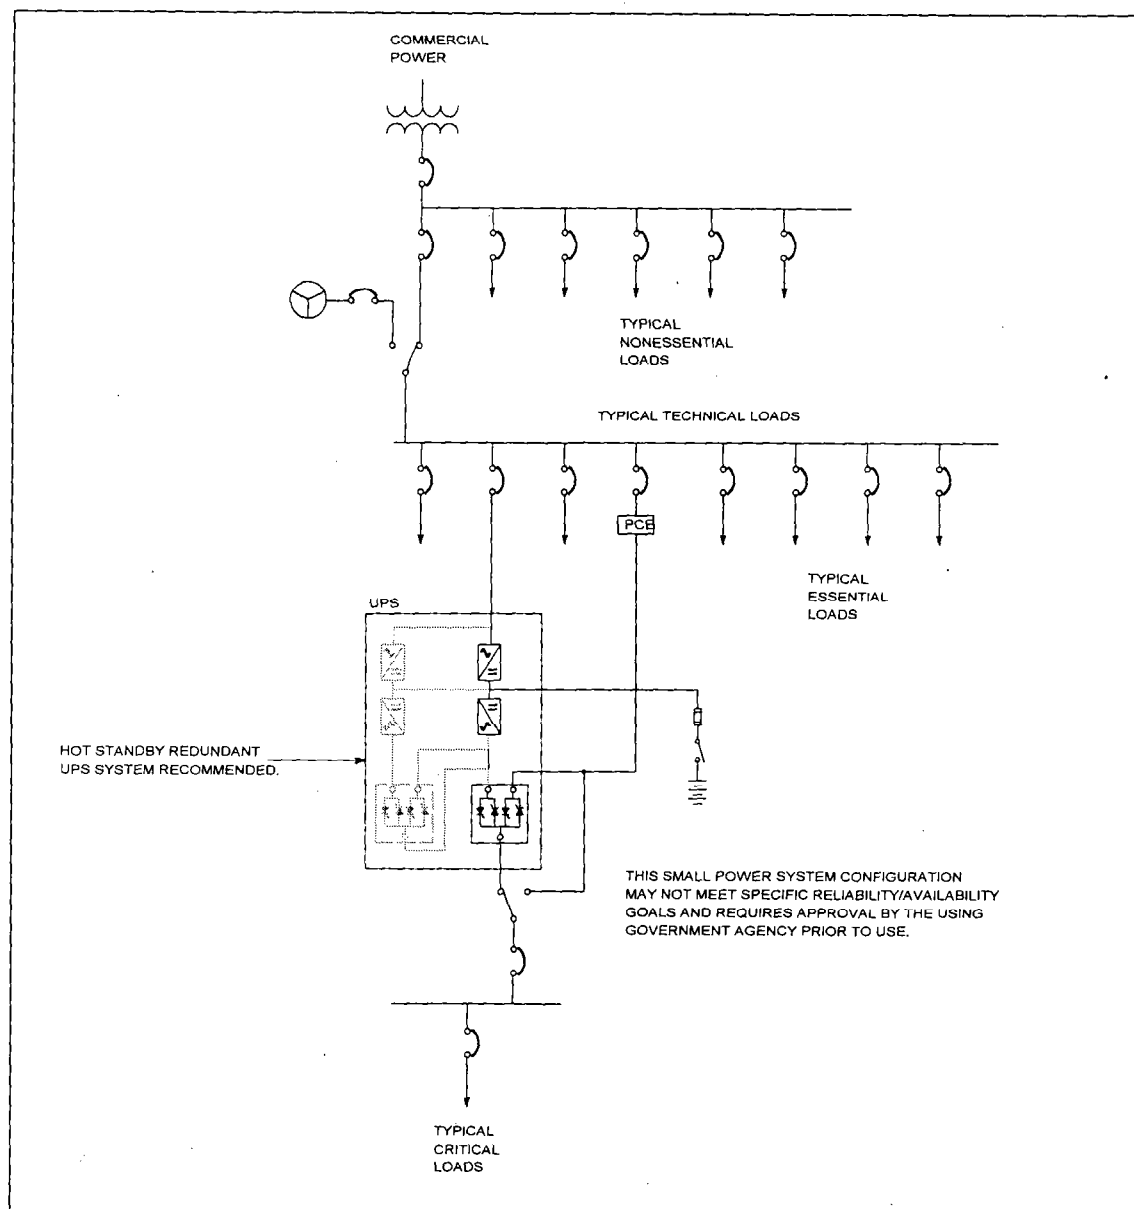 COMMERCIAL
POWER
TYPICAL
NONESSENTIAL
LOADS
TYPICAL TECHNICAL LOADS
PCE
TYPICAL
ESSENTIAL
LOADS
UPS
HOT STANDBY REDUNDANT
UPS SYSTEM RECOMMENDED.
THIS SMALL POWER SYSTEM CONFIGURATION
MAY NOT MEET SPECIFIC RELIABILITY/AVAILABILITY
GOALS AND REQUIRES APPROVAL BY THE USING
GOVERNMENT AGENCY PRIOR TO USE.
TYPICAL
CRITICAL
LOADS